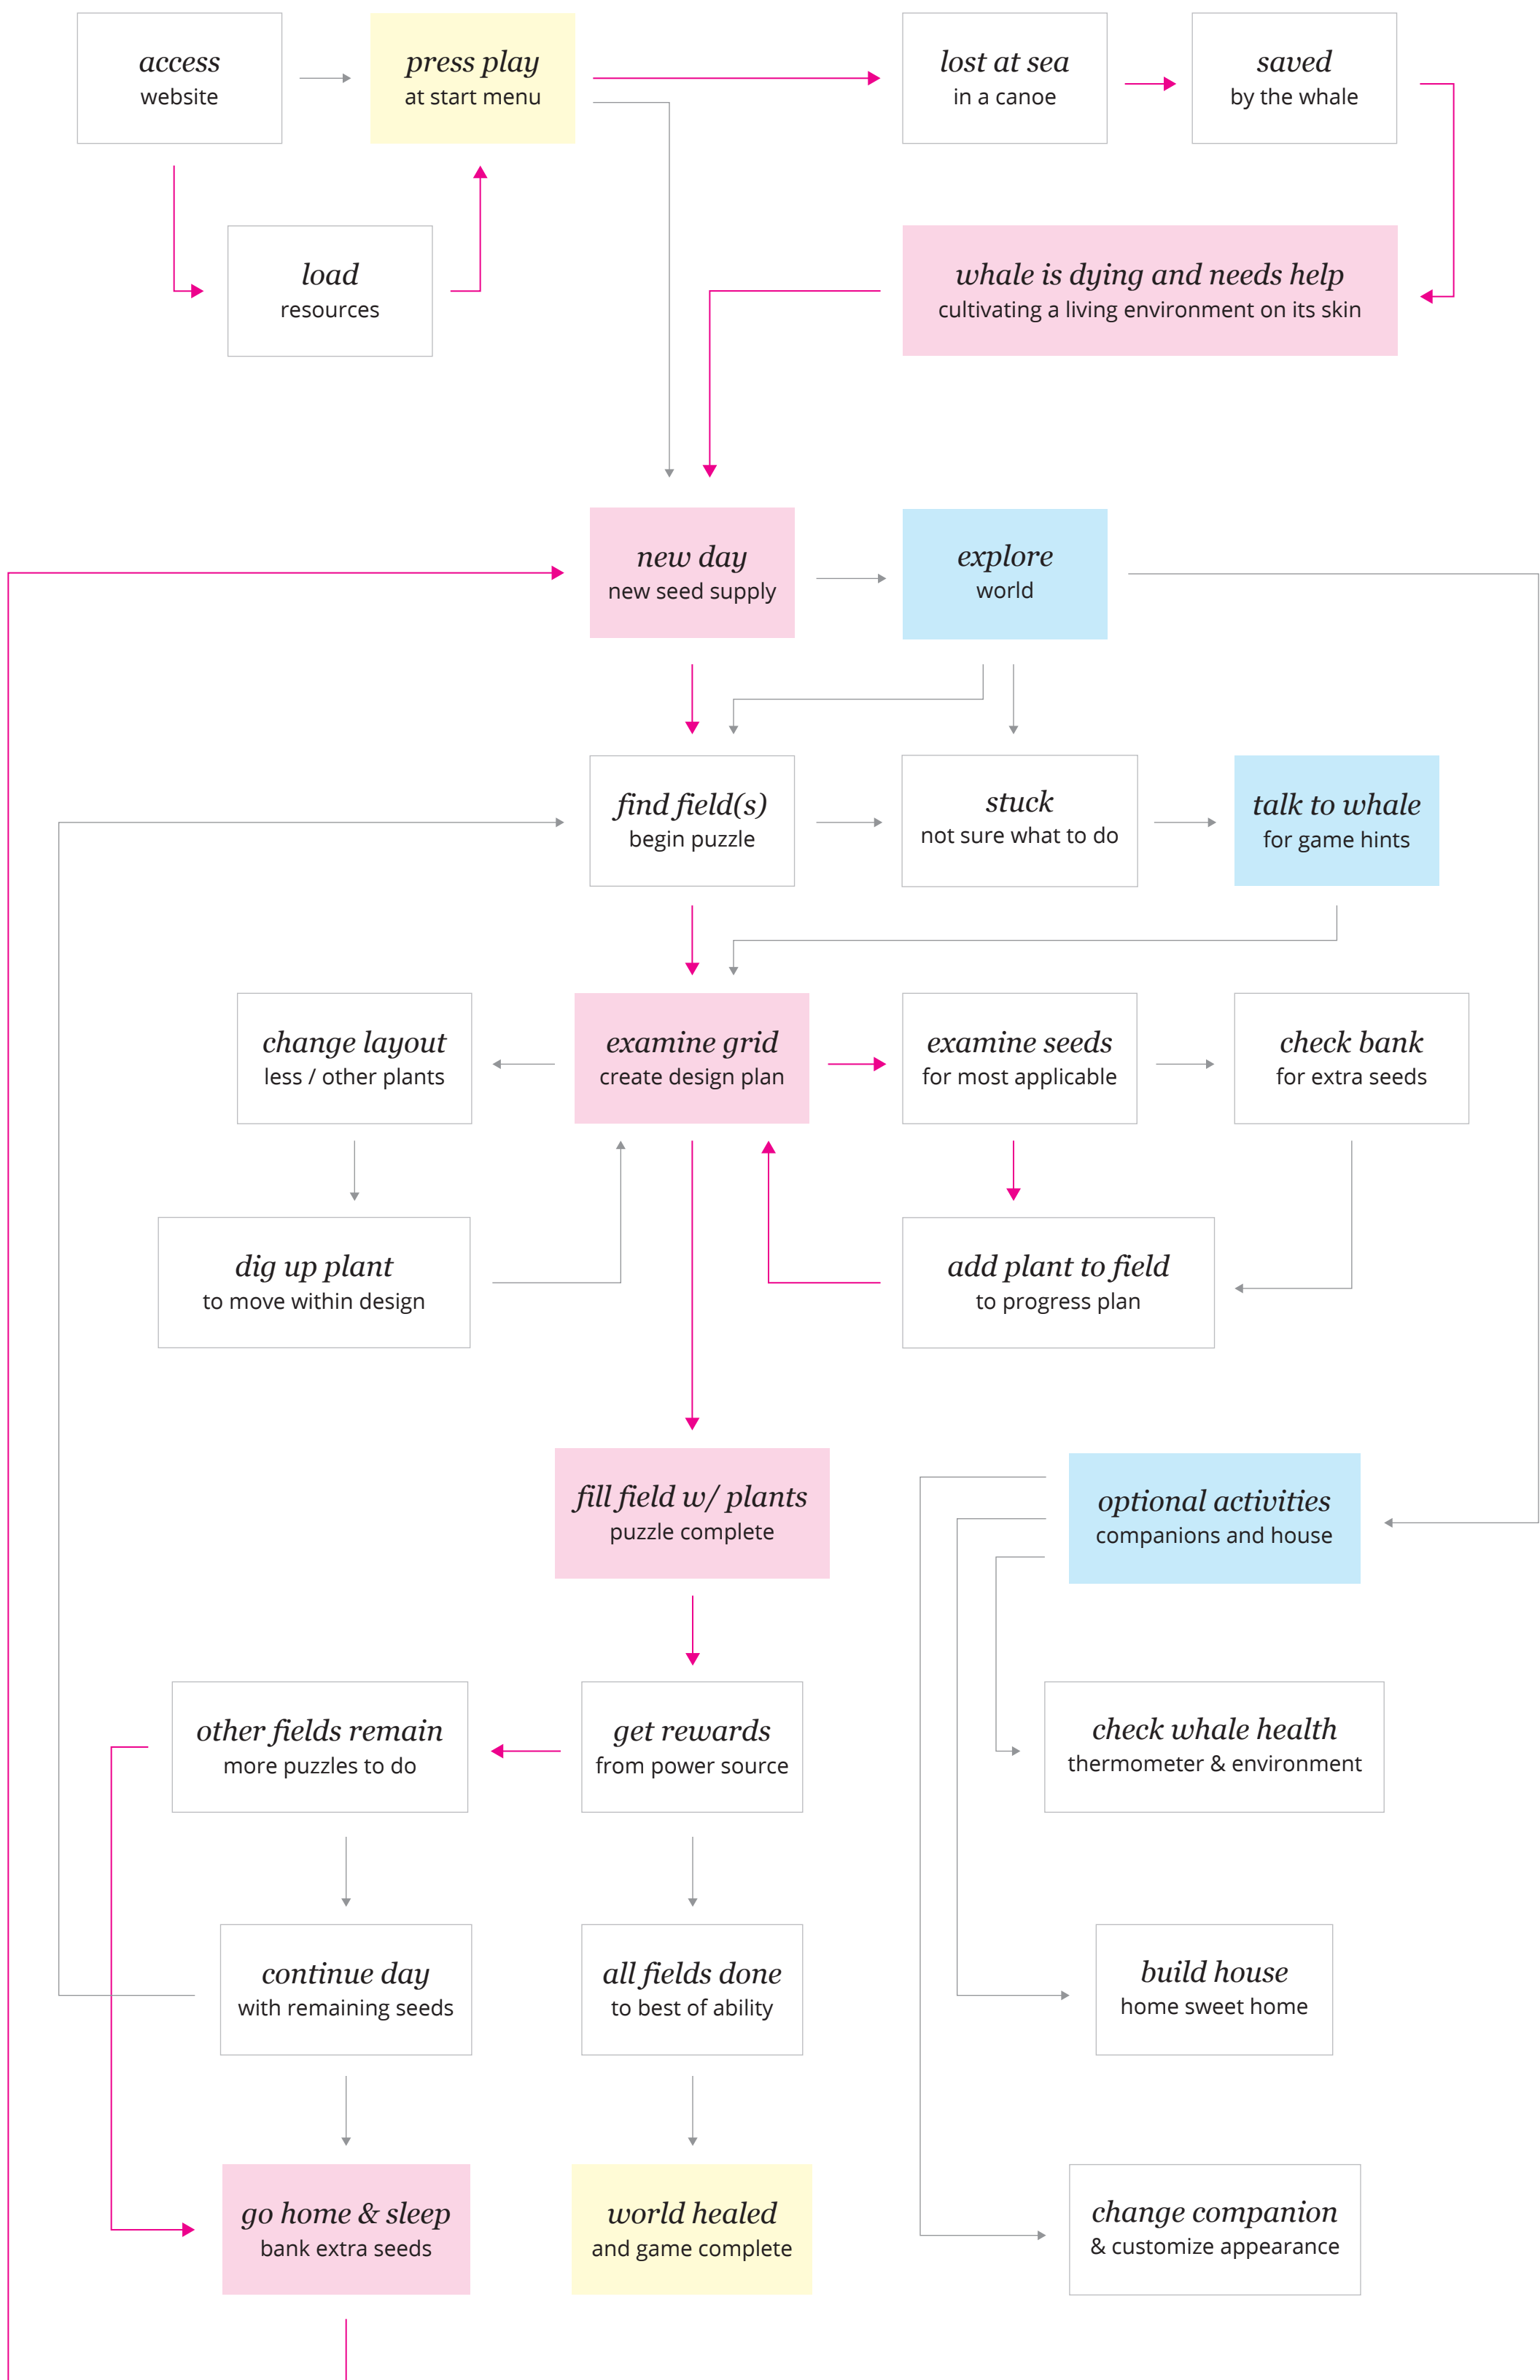 access
website
press play
at start menu
lost at sea
in a canoe
saved
by the whale
load
resources
whale is dying and needs help
cultivating a living environment on its skin
new day
new seed supply
explore
world
find field(s)
begin puzzle
stuck
not sure what to do
talk to whale
for game hints
change layout
less / other plants
examine grid
create design plan
examine seeds
for most applicable
check bank
for extra seeds
dig up plant
to move within design
add plant to field
to progress plan
fill field w/ plants
puzzle complete
optional activities
companions and house
other fields remain
more puzzles to do
get rewards
from power source
check whale health
thermometer & environment
continue day
with remaining seeds
all fields done
to best of ability
build house
home sweet home
go home & sleep
bank extra seeds
world healed
and game complete
change companion
& customize appearance